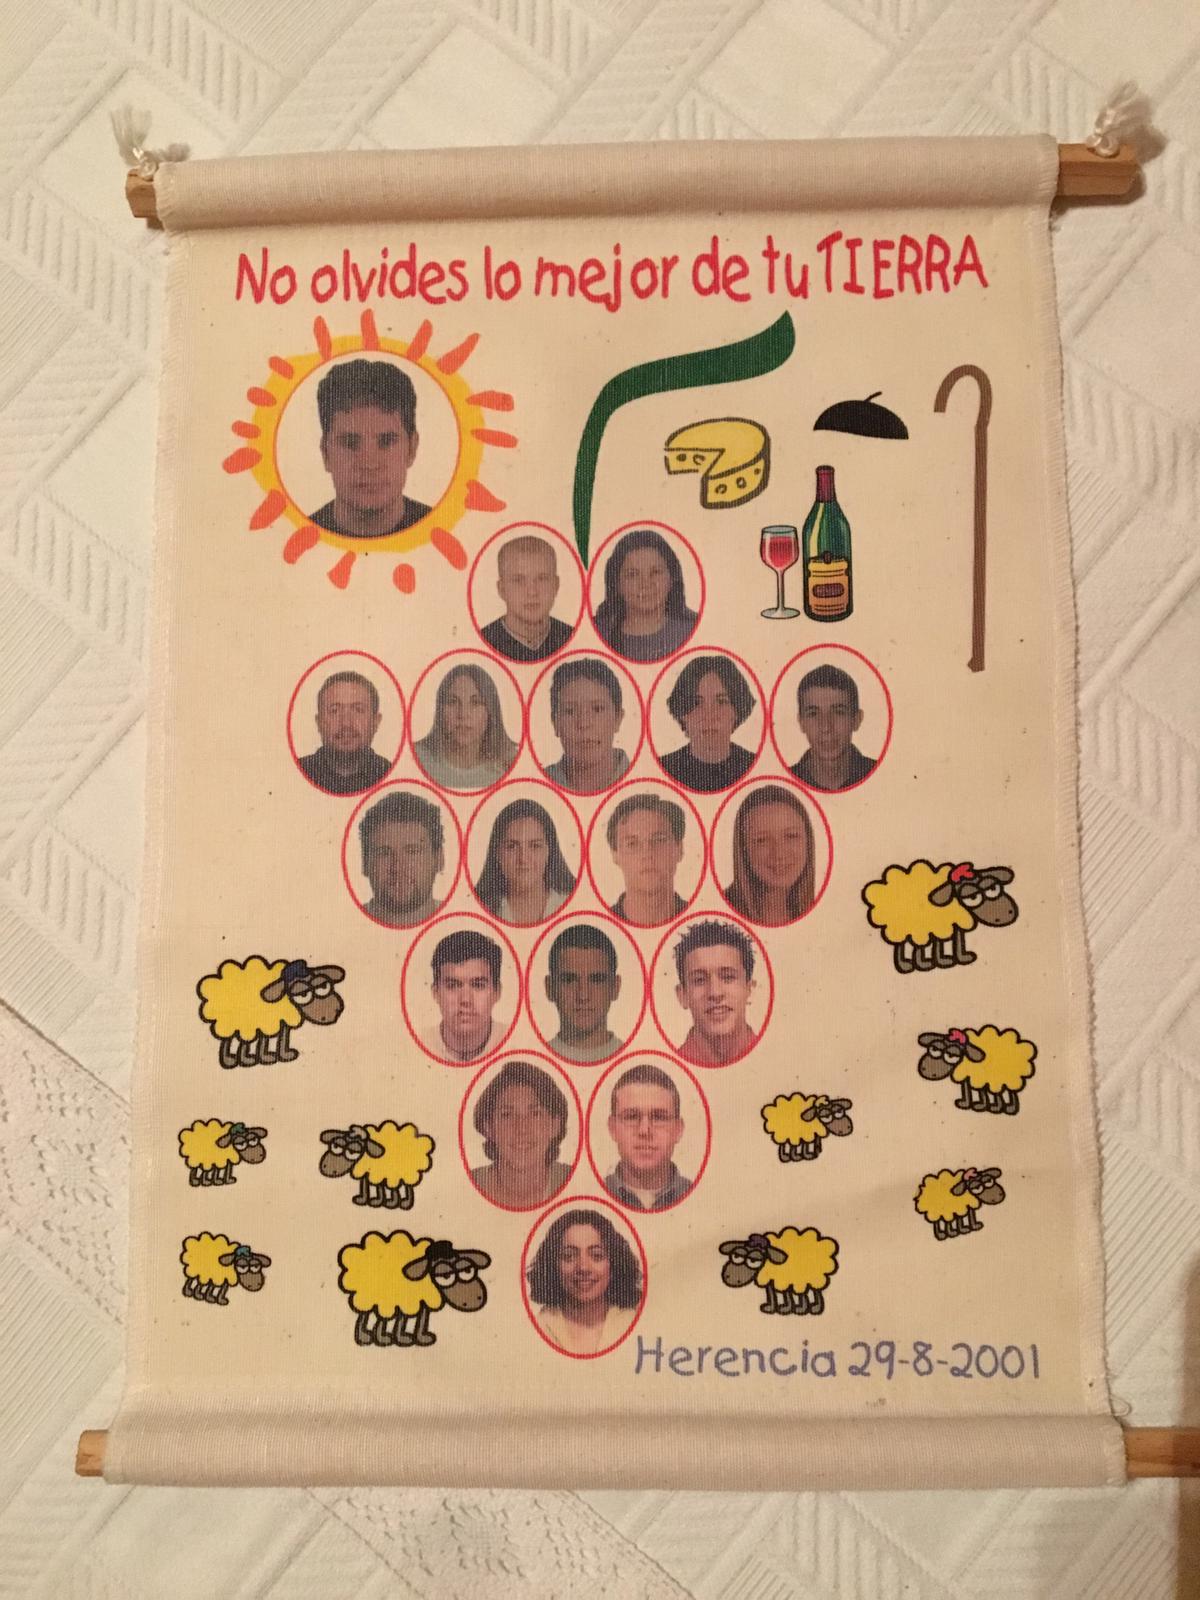 No olvides lo mejor de tu TIERRA
Herencia 29-8-2001